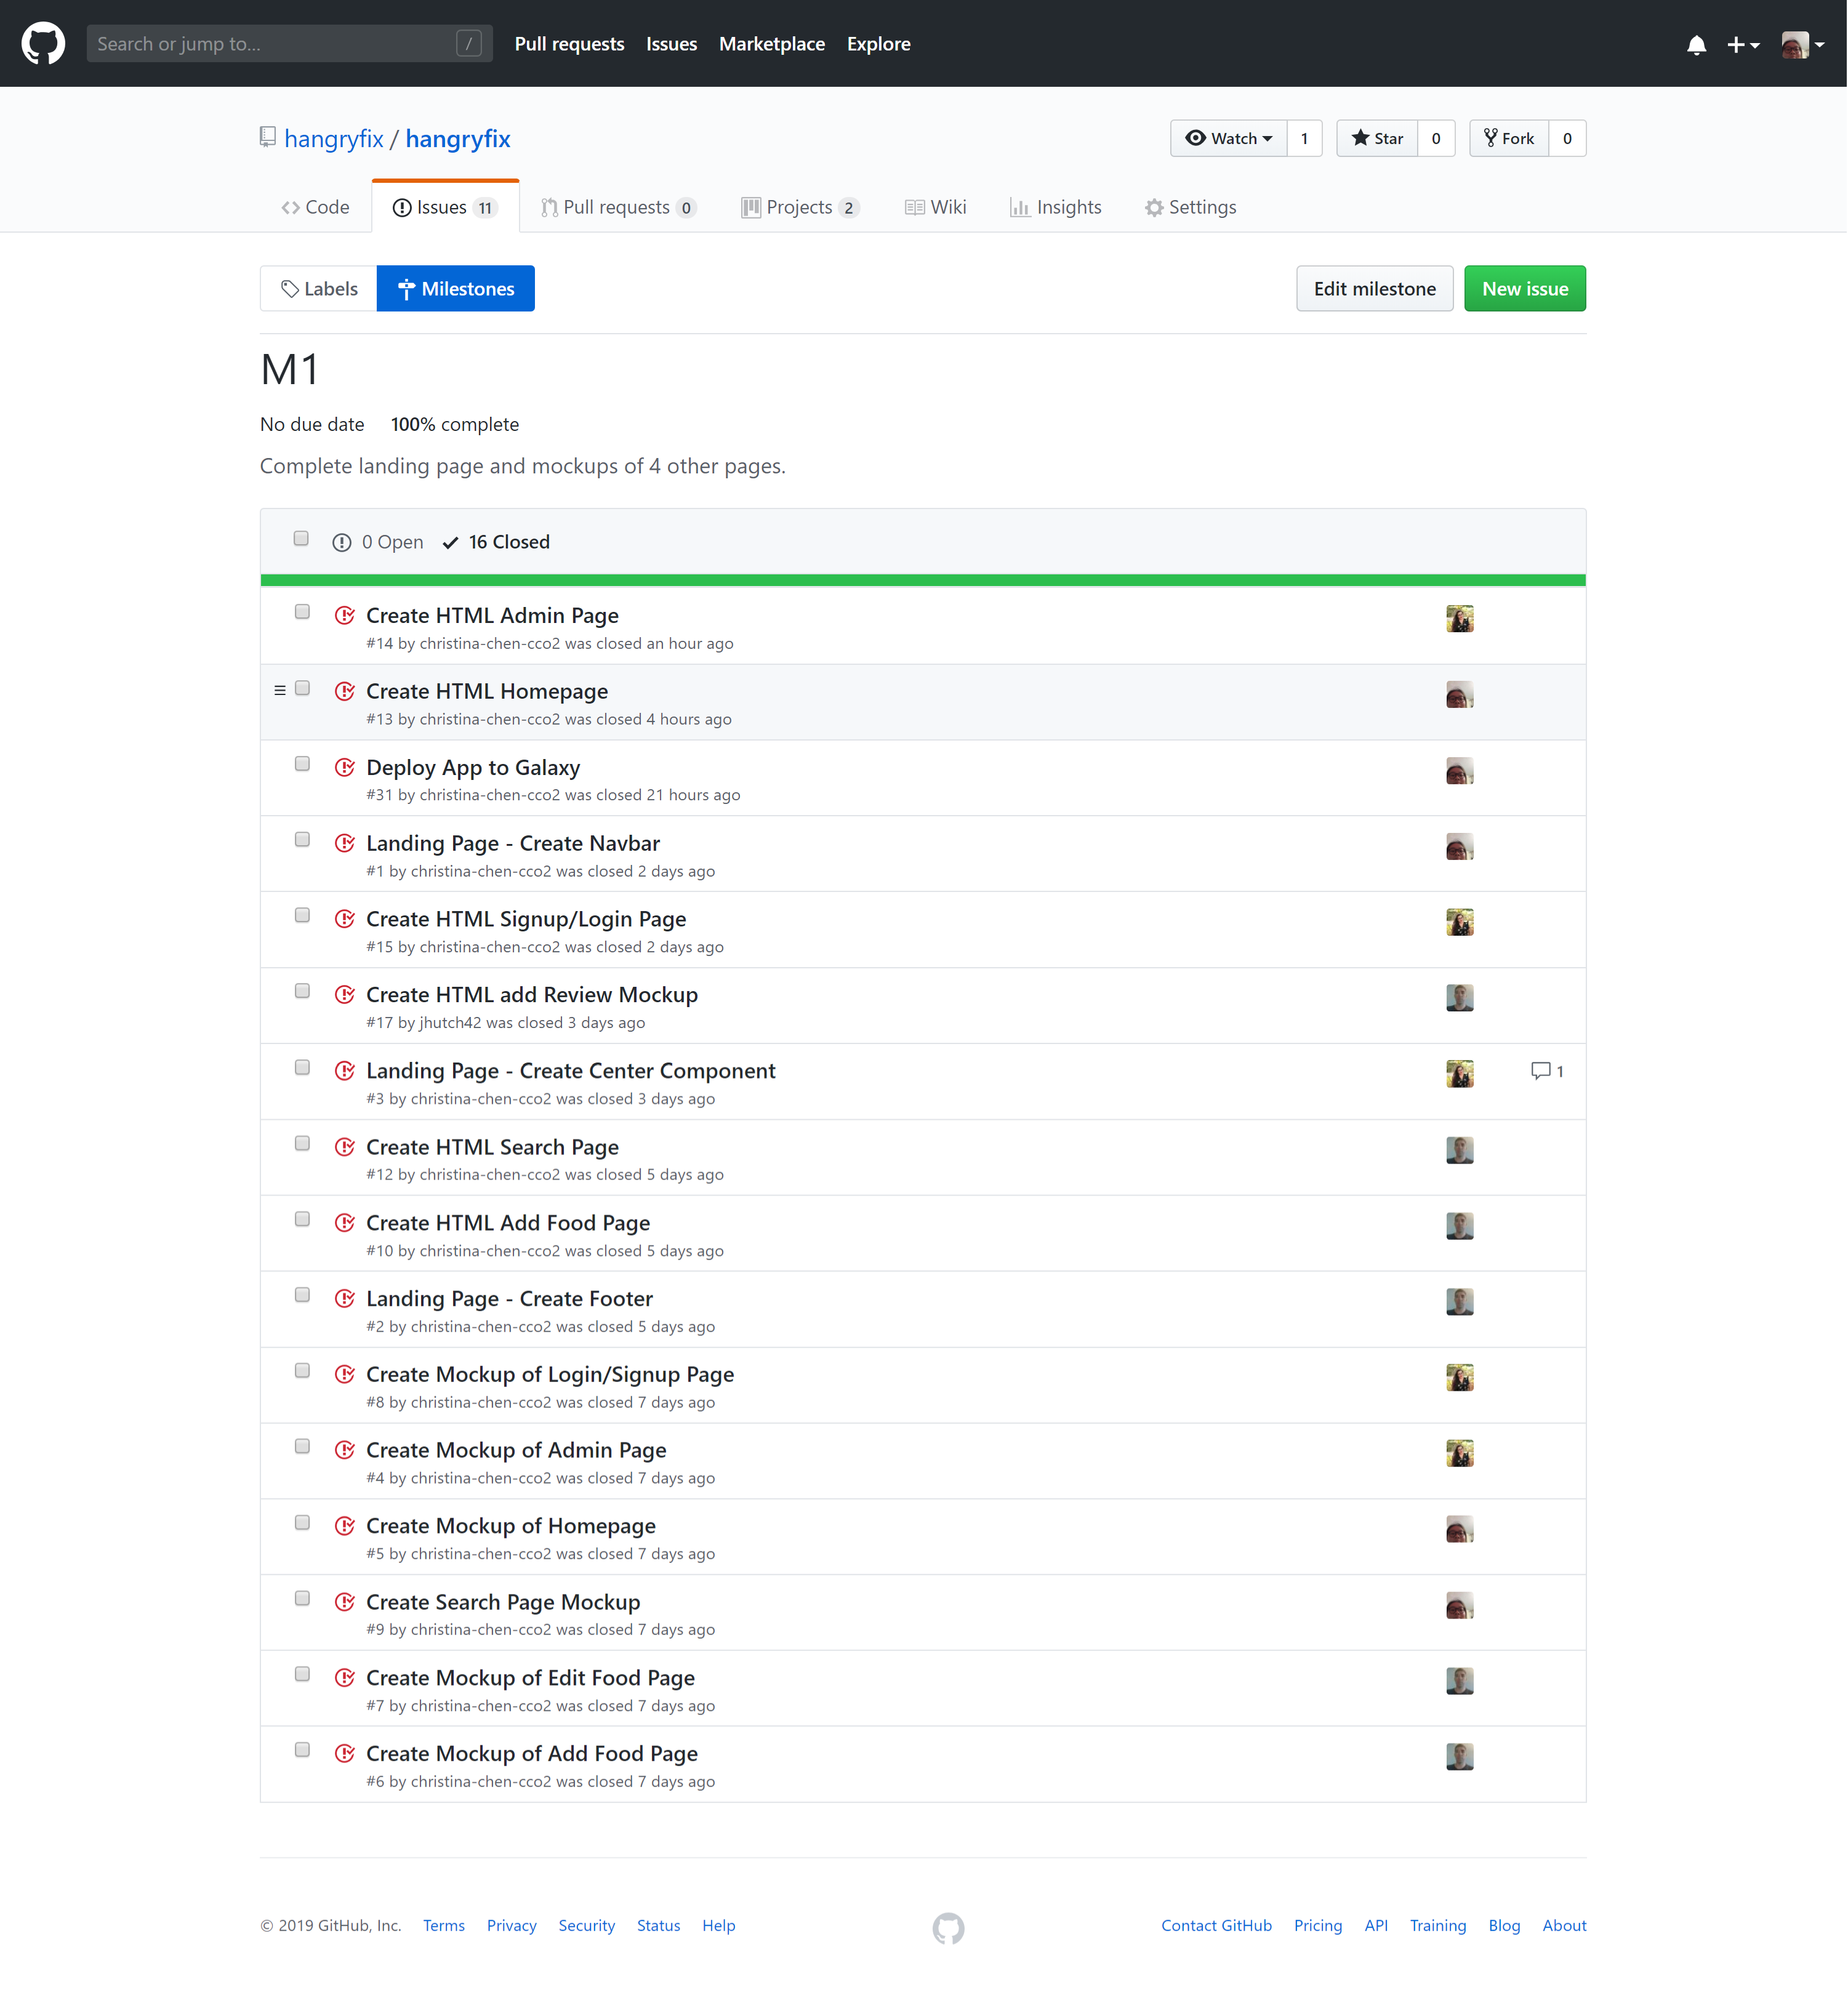 Search or jump to... / Pull requests Issues Marketplace Explore
hangryfix / hangryfix Watch 1 Star 0 Fork 0
Code Issues 11 Pull requests 0 Projects 2 Wiki Insights Settings
Labels Milestones Edit milestone New issue
M1
No due date 100% complete
Complete landing page and mockups of 4 other pages.
0 Open 16 Closed
Create HTML Admin Page
#14 by christina-chen-cco2 was closed an hour ago
Create HTML Homepage
#13 by christina-chen-cco2 was closed 4 hours ago
Deploy App to Galaxy
#31 by christina-chen-cco2 was closed 21 hours ago
Landing Page - Create Navbar
#1 by christina-chen-cco2 was closed 2 days ago
Create HTML Signup/Login Page
#15 by christina-chen-cco2 was closed 2 days ago
Create HTML add Review Mockup
#17 by jhutch42 was closed 3 days ago
Landing Page - Create Center Component 1
#3 by christina-chen-cco2 was closed 3 days ago
Create HTML Search Page
#12 by christina-chen-cco2 was closed 5 days ago
Create HTML Add Food Page
#10 by christina-chen-cco2 was closed 5 days ago
Landing Page - Create Footer
#2 by christina-chen-cco2 was closed 5 days ago
Create Mockup of Login/Signup Page
#8 by christina-chen-cco2 was closed 7 days ago
Create Mockup of Admin Page
#4 by christina-chen-cco2 was closed 7 days ago
Create Mockup of Homepage
#5 by christina-chen-cco2 was closed 7 days ago
Create Search Page Mockup
#9 by christina-chen-cco2 was closed 7 days ago
Create Mockup of Edit Food Page
#7 by christina-chen-cco2 was closed 7 days ago
Create Mockup of Add Food Page
#6 by christina-chen-cco2 was closed 7 days ago
© 2019 GitHub, Inc. Terms Privacy Security Status Help Contact GitHub Pricing API Training Blog About